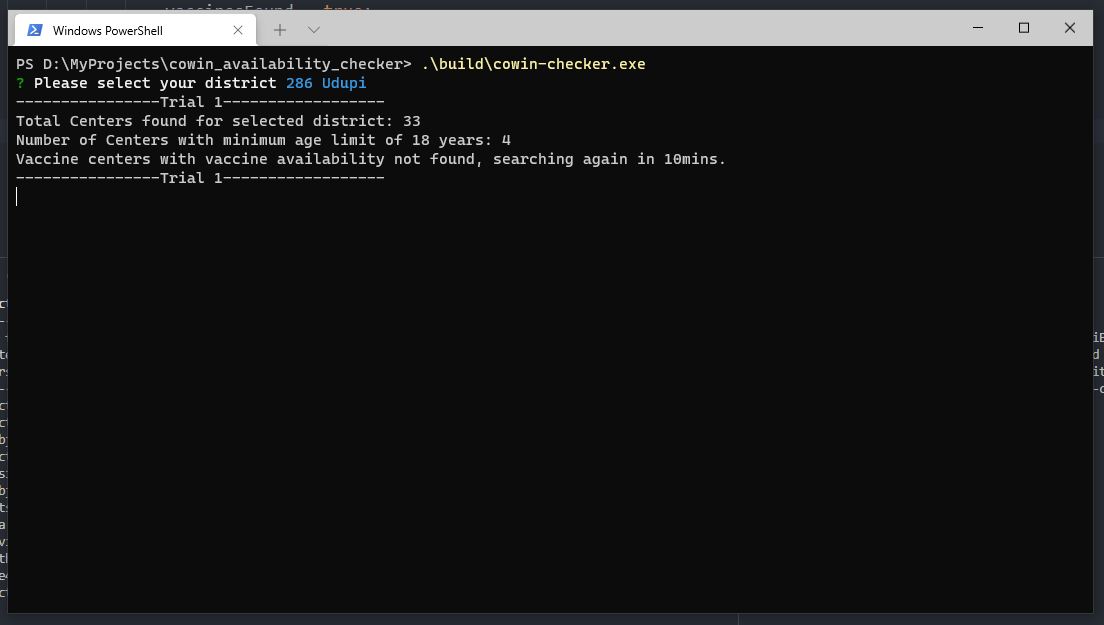 vaccinesFound  true;
Windows PowerShell
PS D:\MyProjects\cowin_availability_checker> .\build\cowin-checker.exe
? Please select your district 286 Udupi
----------------Trial 1------------------
Total Centers found for selected district: 33
Number of Centers with minimum age limit of 18 years: 4
Vaccine centers with vaccine availability not found, searching again in 10mins.
----------------Trial 1------------------